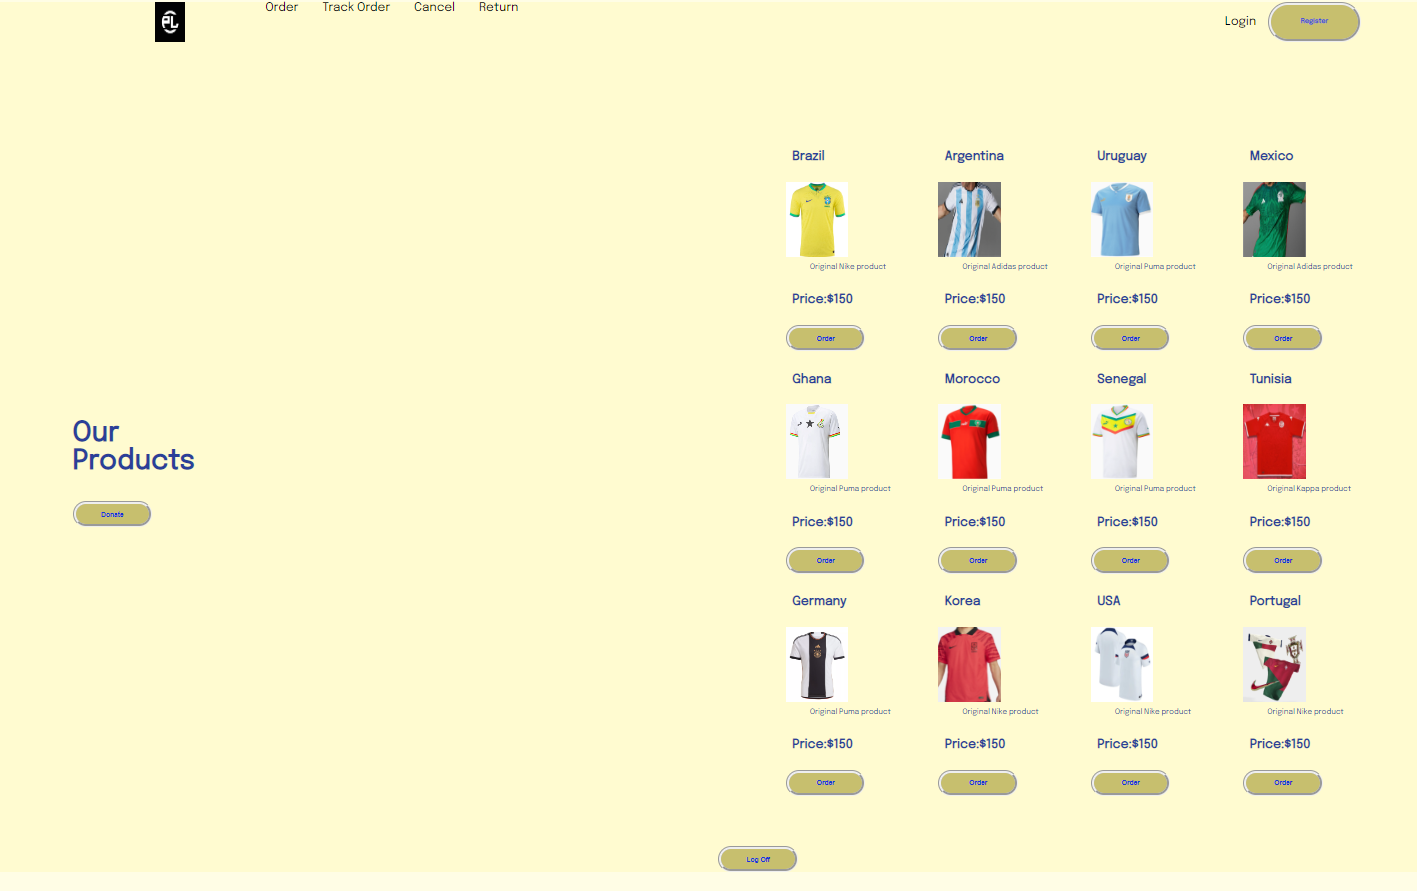 PL
Order Track Order Cancel Return
Login Register
Our
Products
Donate
Brazil Argentina Uruguay Mexico
Original Nike product Original Adidas product Original Puma product Original Adidas product
Price:$150 Price:$150 Price:$150 Price:$150
Order Order Order Order
Ghana Morocco Senegal Tunisia
Original Puma product Original Puma product Original Puma product Original Kappa product
Price:$150 Price:$150 Price:$150 Price:$150
Order Order Order Order
Germany Korea USA Portugal
Original Puma product Original Nike product Original Nike product Original Nike product
Price:$150 Price:$150 Price:$150 Price:$150
Order Order Order Order
Log Off